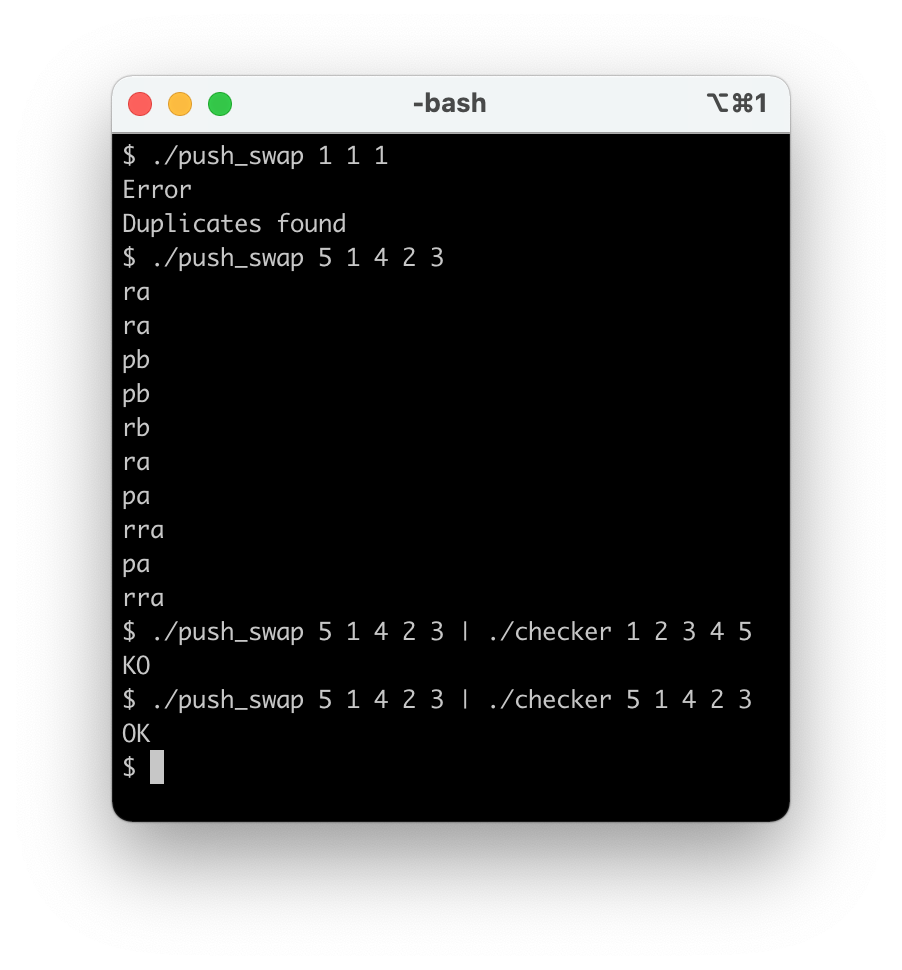 -bash
⌥⌘1
$ ./push_swap 1 1 1
Error
Duplicates found
$ ./push_swap 5 1 4 2 3
ra
ra
pb
pb
rb
ra
pa
rra
pa
rra
$ ./push_swap 5 1 4 2 3 | ./checker 1 2 3 4 5
KO
$ ./push_swap 5 1 4 2 3 | ./checker 5 1 4 2 3
OK
$